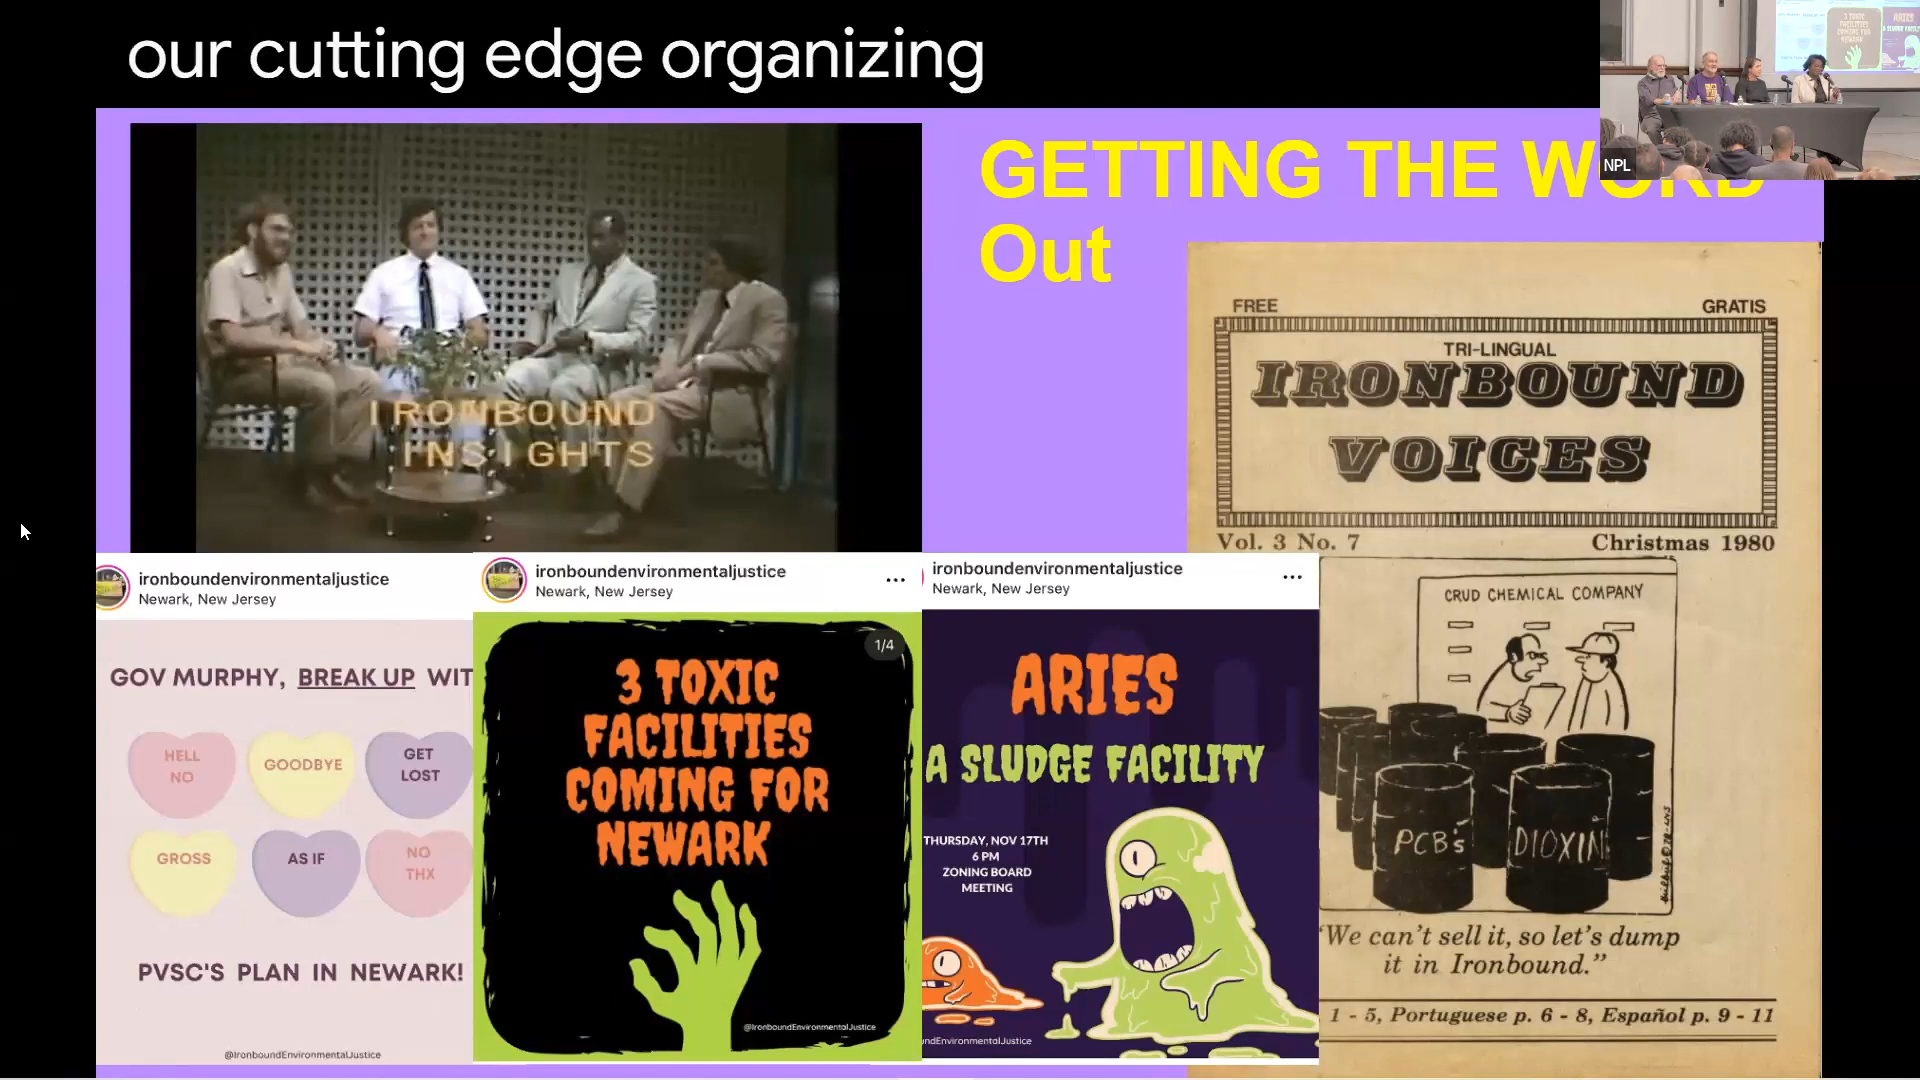 our cutting edge organizing
GETTING THE WORD
Out
NPL
IRONBOUND
INSIGHTS
FREE
GRATIS
TRI-LINGUAL
IRONBOUND
VOICES
Vol. 3 No. 7
Christmas 1980
CRUD CHEMICAL COMPANY
PCB's
DIOXIN
"We can't sell it, so let's dump
it in Ironbound."
1 - 5, Portuguese p. 6 - 8, Español p. 9 - 11
ironboundenvironmentaljustice
Newark, New Jersey
GOV MURPHY, BREAK UP WIT
HELL
NO
GOODBYE
GET
LOST
GROSS
AS IF
NO
THX
PVSC'S PLAN IN NEWARK!
@IronboundEnvironmentalJustice
ironboundenvironmentaljustice
Newark, New Jersey
1/4
3 TOXIC
FACILITIES
COMING FOR
NEWARK
@IronboundEnvironmentalJustice
ironboundenvironmentaljustice
Newark, New Jersey
ARIES
A SLUDGE FACILITY
THURSDAY, NOV 17TH
6 PM
ZONING BOARD
MEETING
undEnvironmentalJustice